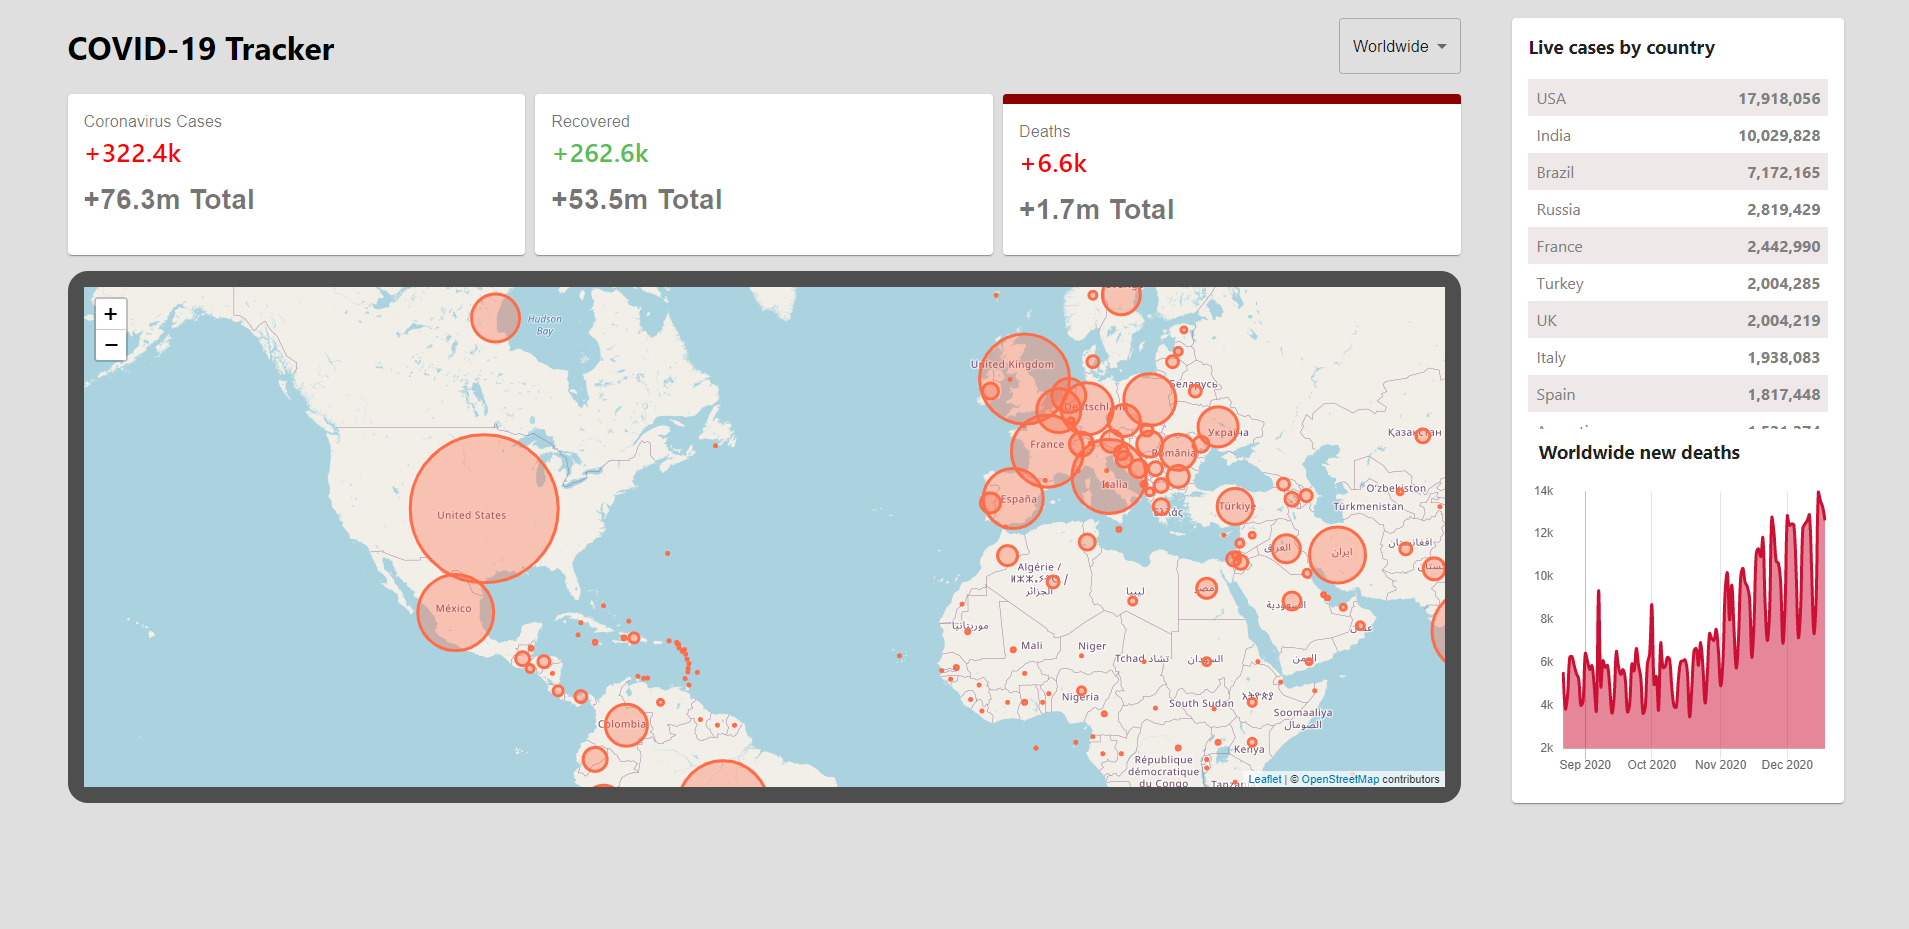 COVID-19 Tracker
Worldwide
Coronavirus Cases
+322.4k
+76.3m Total
Recovered
+262.6k
+53.5m Total
Deaths
+6.6k
+1.7m Total
+
−
Hudson
Bay
United Kingdom
Беларусь
Deutschland
Україна
Казахстан
France
România
Italia
O'zbekiston
España
Türkiye
Türkmenistan
Ελλάς
United States
العراق
ایران
افغانستان
Algérie /
ⵍⵣⵣⴰⵢⴻⵔ /
الجزائر
ليبيا
مصر
México
السعودية
موريتانيا
عمان
Mali
Niger
Tchad تشاد
السودان
اليمن
Nigeria
South Sudan
አትዮጵያ
Soomaaliya
الصومال
Colombia
Kenya
République
démocratique
du Congo
Leaflet | © OpenStreetMap contributors
Live cases by country
USA 17,918,056
India 10,029,828
Brazil 7,172,165
Russia 2,819,429
France 2,442,990
Turkey 2,004,285
UK 2,004,219
Italy 1,938,083
Spain 1,817,448
Worldwide new deaths
14k
12k
10k
8k
6k
4k
2k
Sep 2020 Oct 2020 Nov 2020 Dec 2020